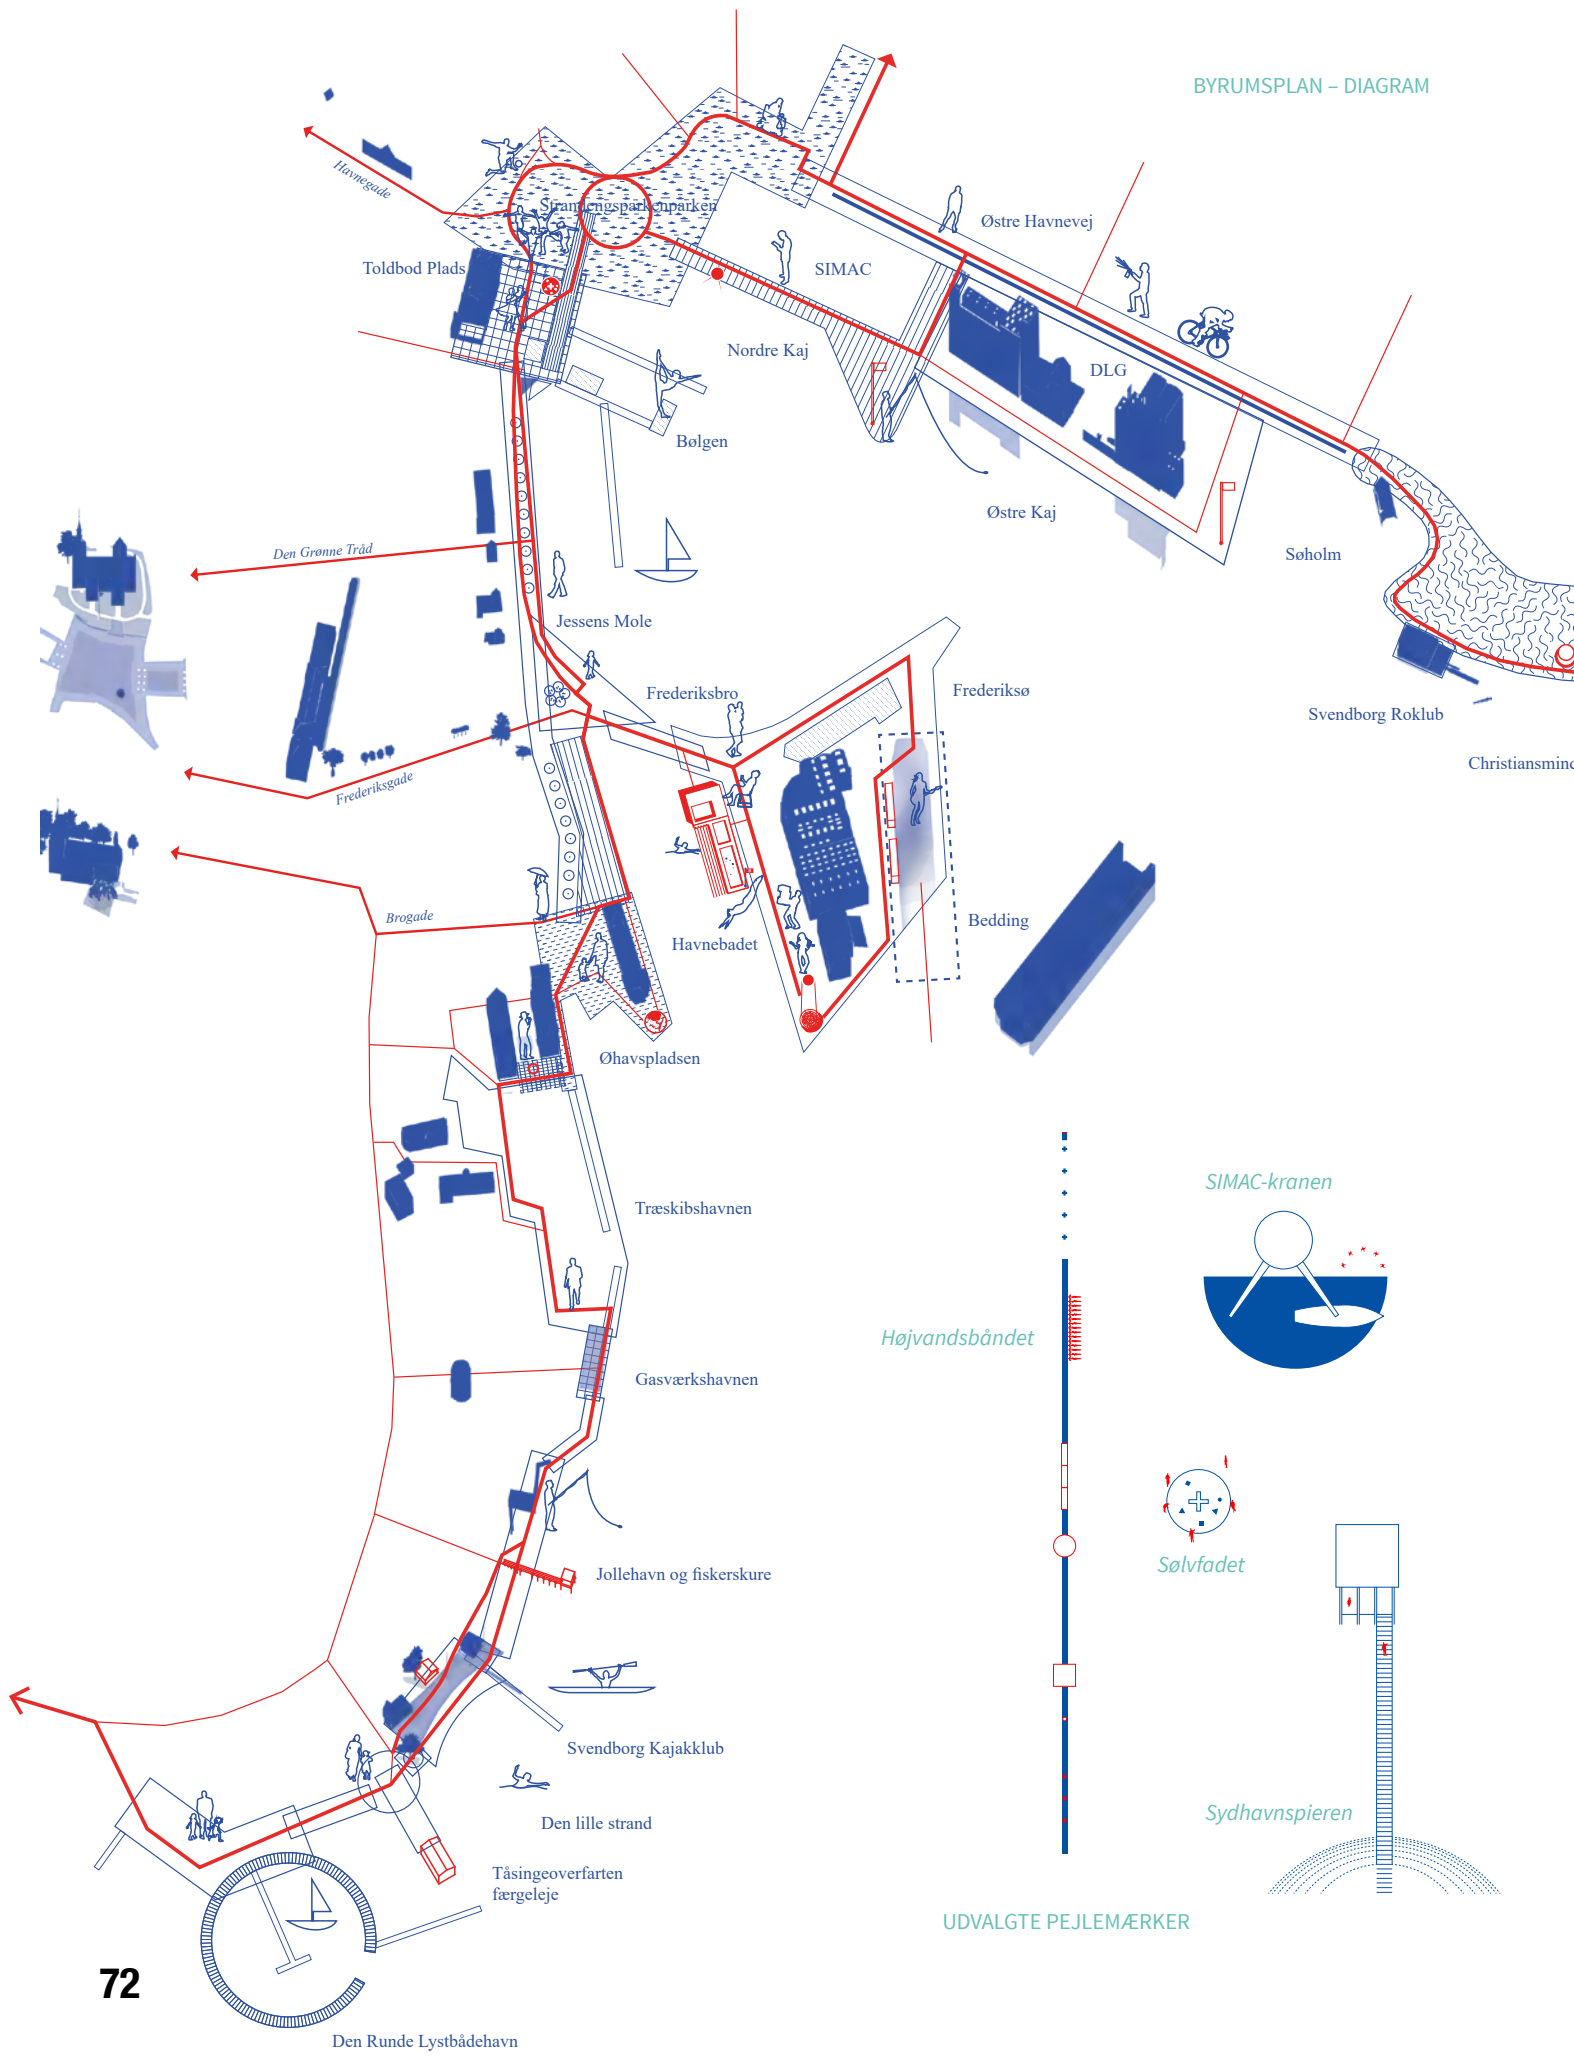 BYRUMSPLAN – DIAGRAM
Havnegade
Strandengsparkenparken
Østre Havnevej
Toldbod Plads
SIMAC
Nordre Kaj
DLG
Bølgen
Østre Kaj
Den Grønne Tråd
Søholm
Jessens Mole
Frederiksbro
Frederiksø
Svendborg Roklub
Christiansmind
Frederiksgade
Brogade
Havnebadet
Bedding
Øhavspladsen
Træskibshavnen
SIMAC-kranen
Højvandsbåndet
Gasværkshavnen
Sølvfadet
Jollehavn og fiskerskure
Svendborg Kajakklub
Sydhavnspieren
Den lille strand
Tåsingeoverfarten
færgeleje
UDVALGTE PEJLEMÆRKER
72
Den Runde Lystbådehavn